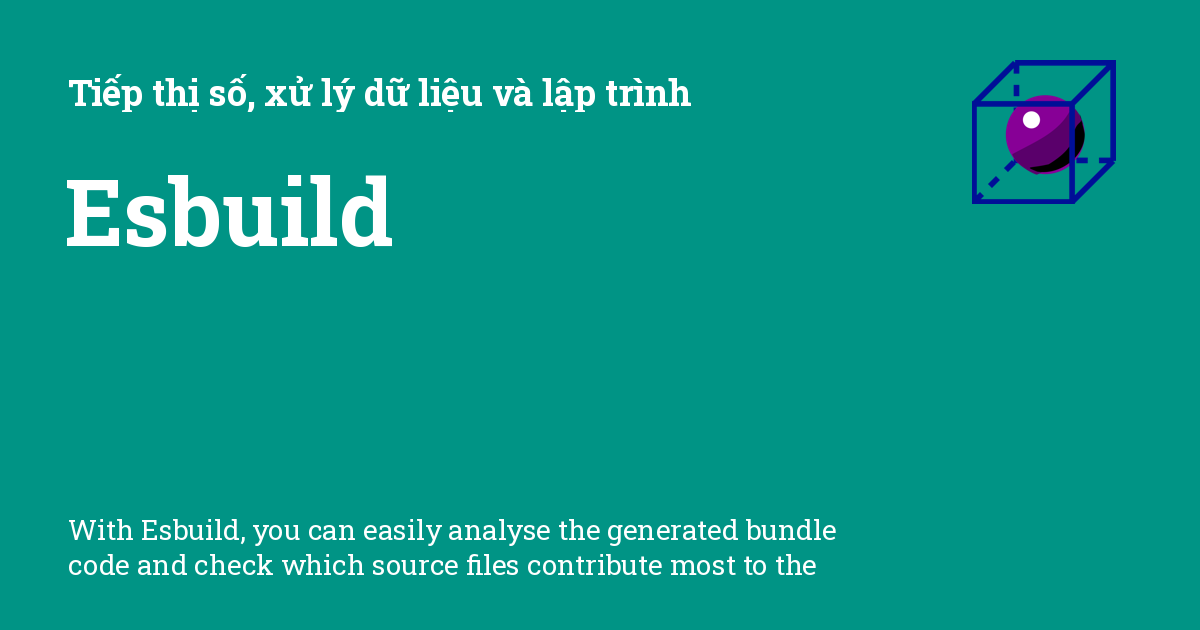 Tiếp thị số, xử lý dữ liệu và lập trình
Esbuild
With Esbuild, you can easily analyse the generated bundle
code and check which source files contribute most to the